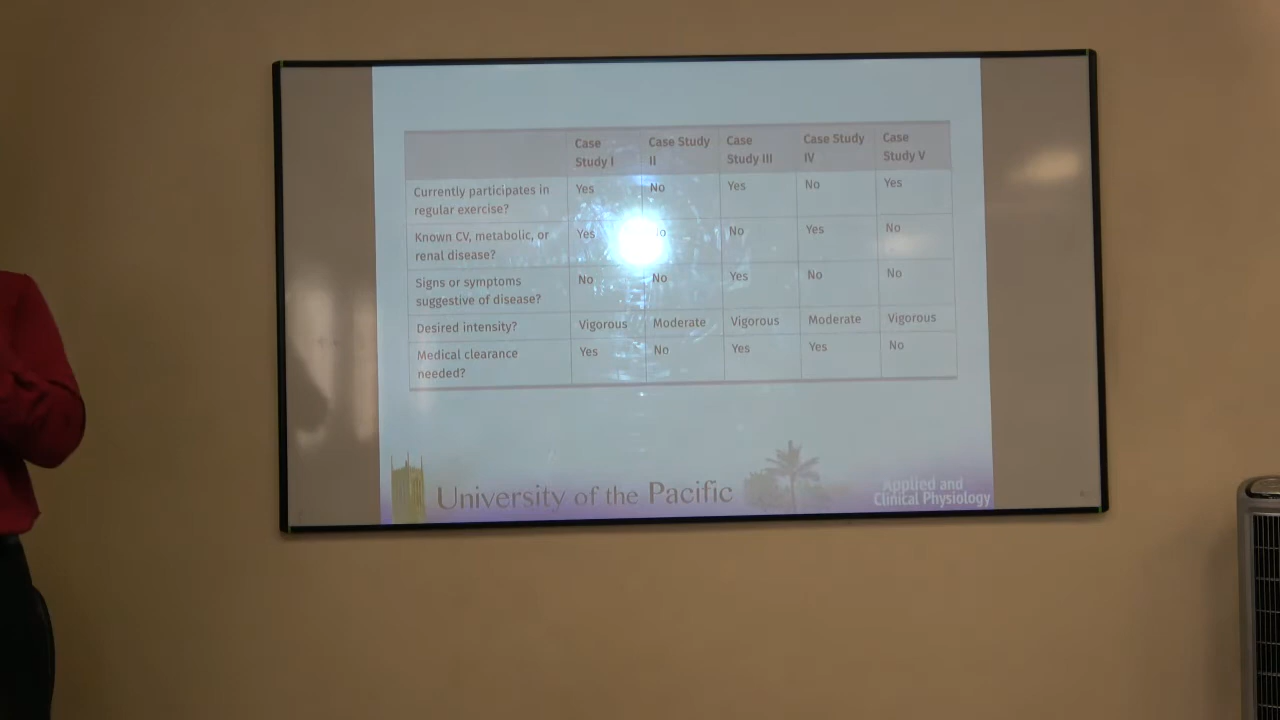 Case Study I Case Study II Case Study III Case Study IV Case Study V
Currently participates in regular exercise? Yes No Yes No Yes
Known CV, metabolic, or renal disease? Yes No Yes No
Signs or symptoms suggestive of disease? No No Yes No No
Desired intensity? Vigorous Moderate Vigorous Moderate Vigorous
Medical clearance needed? Yes No Yes Yes No
University of the Pacific
Applied and
Clinical Physiology